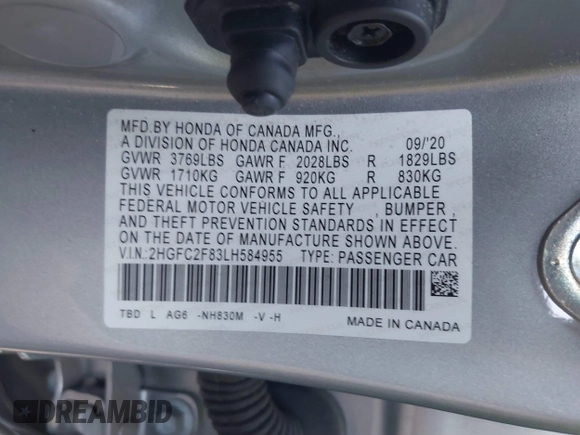 MFD.BY HONDA OF CANADA MFG.,
A DIVISION OF HONDA CANADA INC. 09/'20
GVWR 3769LBS GAWR F 2028LBS R 1829LBS
GVWR 1710KG GAWR F 920KG R 830KG
THIS VEHICLE CONFORMS TO ALL APPLICABLE
FEDERAL MOTOR VEHICLE SAFETY , BUMPER ,
AND THEFT PREVENTION STANDARDS IN EFFECT
ON THE DATE OF MANUFACTURE SHOWN ABOVE.
V.I.N.:2HGFC2F83LH584955 TYPE: PASSENGER CAR
TBD L AG6 -NH830M -V -H MADE IN CANADA
DREAMBID